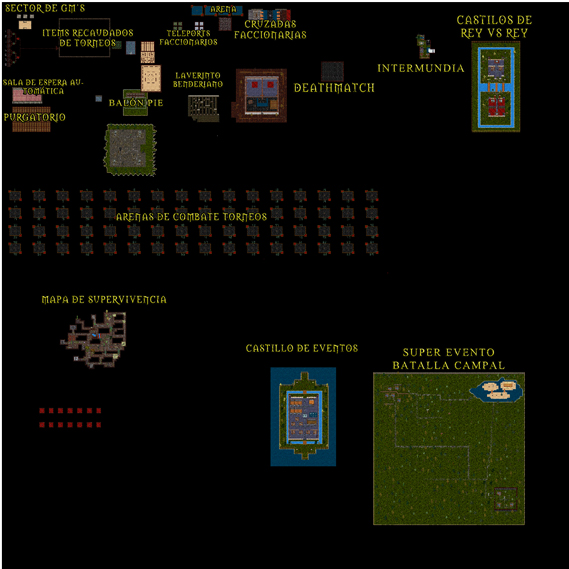 SECTOR DE GM'S
ITEMS RECAUDADOS
DE TORNEOS
TELEPORTS
FACCIONARIOS
ARENA
CRUZADAS
FACCIONARIAS
CASTILOS DE
REY VS REY
INTERMUNDIA
SALA DE ESPERA AU-
TOMÁTICA
PURGATORIO
BALON PIE
LAVERINTO
BENDERIANO
DEATHMATCH
ARENAS DE COMBATE TORNEOS
MAPA DE SUPERVIVENCIA
CASTILLO DE EVENTOS
SUPER EVENTO
BATALLA CAMPAL